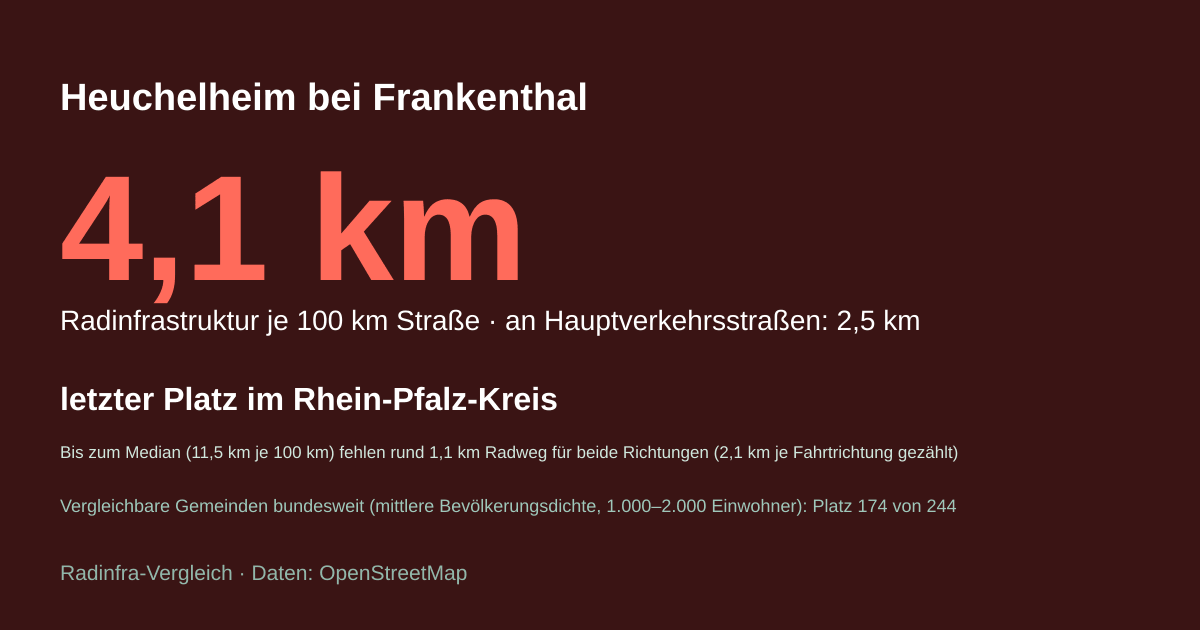 Heuchelheim bei Frankenthal
4,1 km
Radinfrastruktur je 100 km Straße · an Hauptverkehrsstraßen: 2,5 km
letzter Platz im Rhein-Pfalz-Kreis
Bis zum Median (11,5 km je 100 km) fehlen rund 1,1 km Radweg für beide Richtungen (2,1 km je Fahrtrichtung gezählt)
Vergleichbare Gemeinden bundesweit (mittlere Bevölkerungsdichte, 1.000–2.000 Einwohner): Platz 174 von 244
Radinfra-Vergleich · Daten: OpenStreetMap